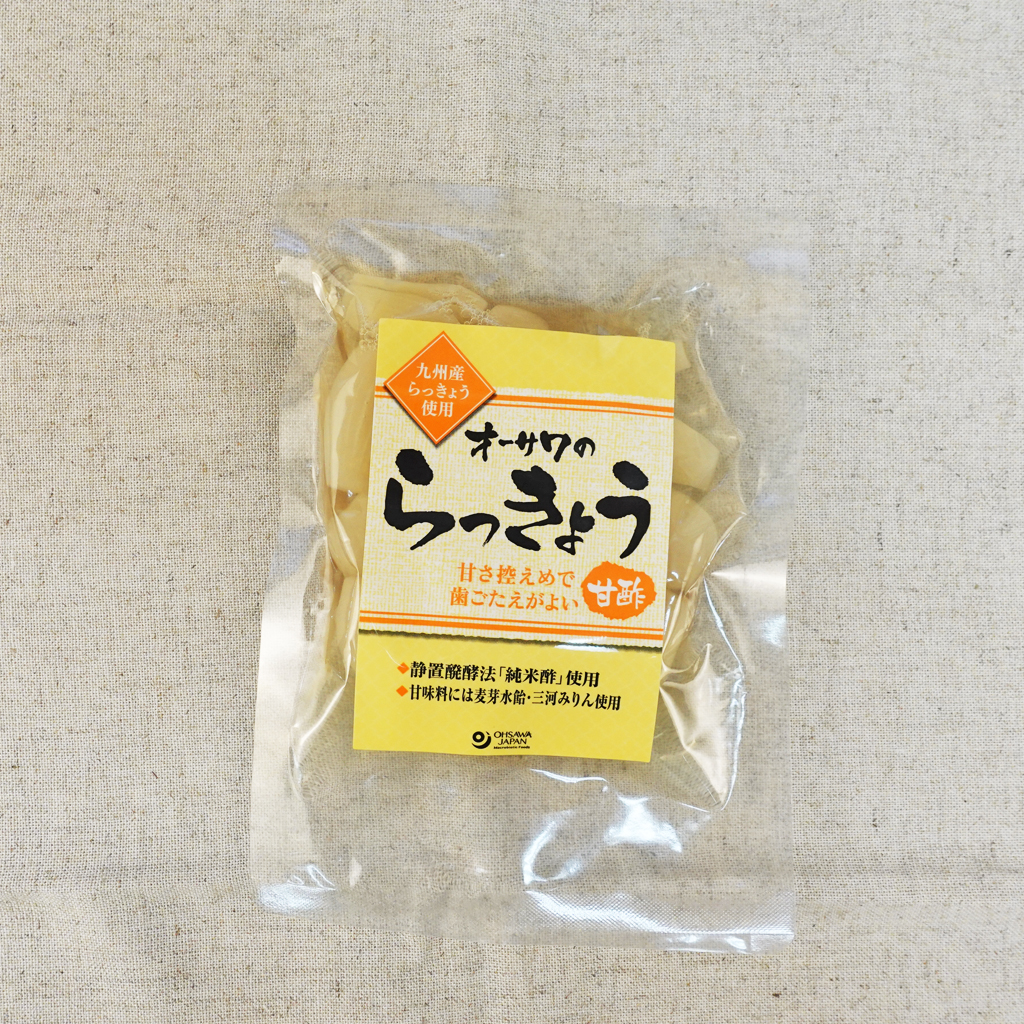 九州産
らっきょう
使用
オーサワの
らっきょう
甘さ控えめで
歯ごたえがよい
甘酢
静置醗酵法「純米酢」使用
甘味料には麦芽水飴・三河みりん使用
OHSAWA
JAPAN
Macrobiotic Foods